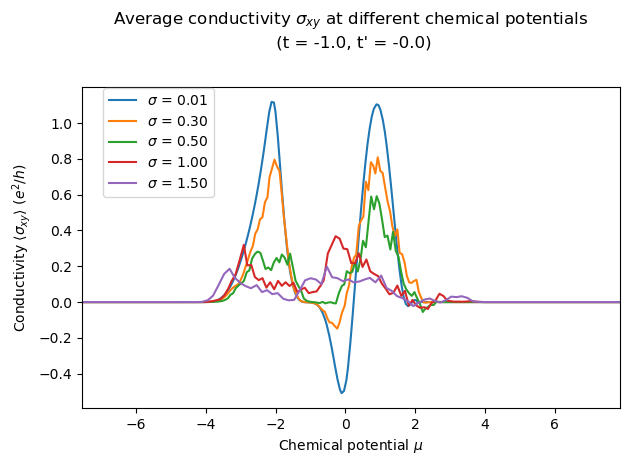 Average conductivity σxy at different chemical potentials
(t = -1.0, t' = -0.0)
Conductivity ⟨σxy⟩ (e²/h)
1.0
0.8
0.6
0.4
0.2
0.0
−0.2
−0.4
σ = 0.01
σ = 0.30
σ = 0.50
σ = 1.00
σ = 1.50
−6 −4 −2 0 2 4 6
Chemical potential μ